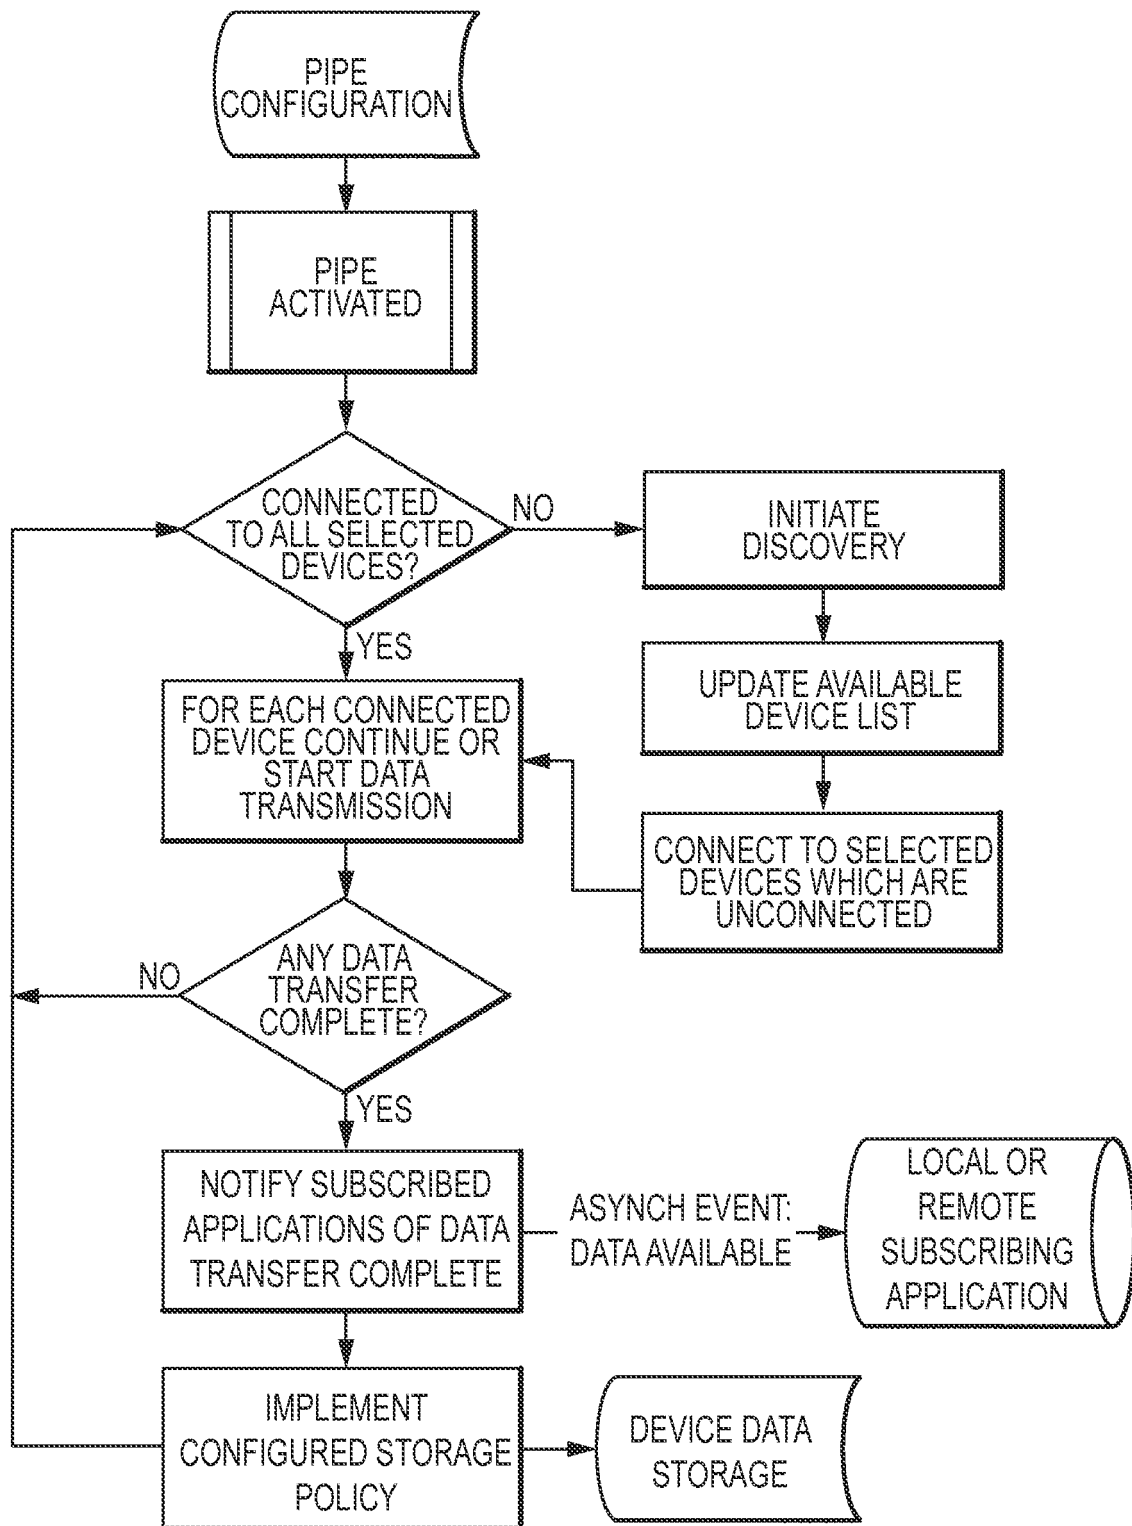 PIPE
CONFIGURATION
PIPE
ACTIVATED
CONNECTED
TO ALL SELECTED
DEVICES?
NO
INITIATE
DISCOVERY
YES
UPDATE AVAILABLE
DEVICE LIST
FOR EACH CONNECTED
DEVICE CONTINUE OR
START DATA
TRANSMISSION
CONNECT TO SELECTED
DEVICES WHICH ARE
UNCONNECTED
ANY DATA
TRANSFER
COMPLETE?
NO
YES
NOTIFY SUBSCRIBED
APPLICATIONS OF DATA
TRANSFER COMPLETE
ASYNCH EVENT:
DATA AVAILABLE
LOCAL OR
REMOTE
SUBSCRIBING
APPLICATION
IMPLEMENT
CONFIGURED STORAGE
POLICY
DEVICE DATA
STORAGE